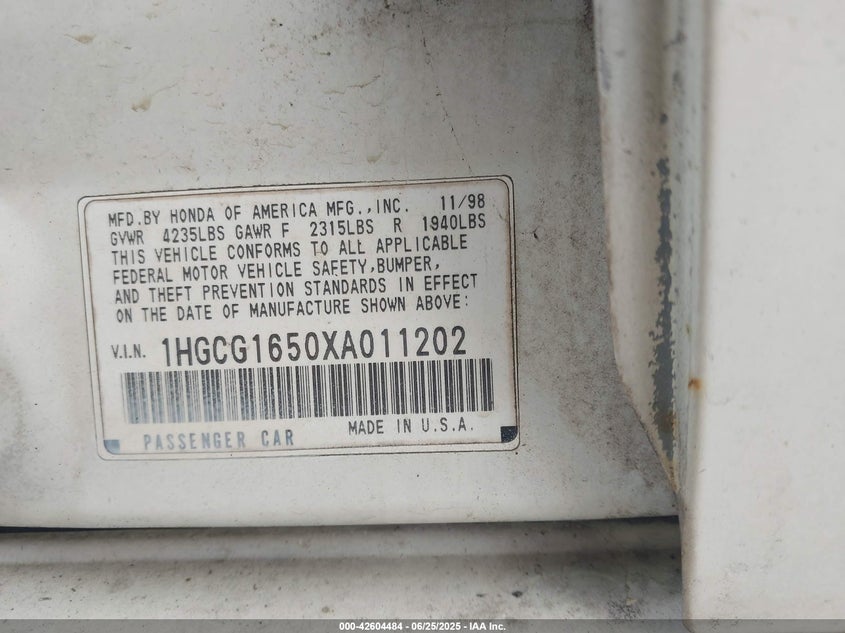 MFD.BY HONDA OF AMERICA MFG.,INC. 11/98
GVWR 4235LBS GAWR F 2315LBS R 1940LBS
THIS VEHICLE CONFORMS TO ALL APPLICABLE
FEDERAL MOTOR VEHICLE SAFETY,BUMPER,
AND THEFT PREVENTION STANDARDS IN EFFECT
ON THE DATE OF MANUFACTURE SHOWN ABOVE:
V.I.N. 1HGCG1650XA011202
PASSENGER CAR MADE IN U.S.A.
000-42604484 - 06/25/2025 - IAA Inc.